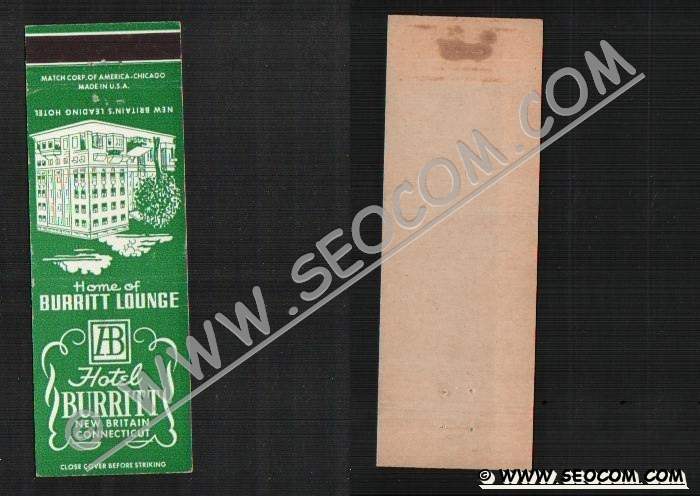 MATCH CORP. OF AMERICA-CHICAGO
MADE IN U.S.A.
NEW BRITAIN'S LEADING HOTEL
Home of
BURRITT LOUNGE
HB
Hotel
BURRITT
NEW BRITAIN
CONNECTICUT
CLOSE COVER BEFORE STRIKING
© WWW.SEOCOM.COM
© WWW.SEOCOM.COM